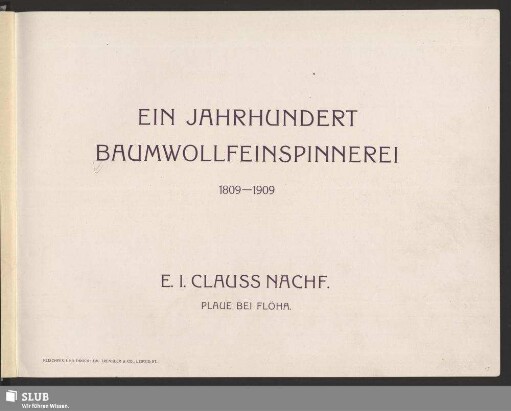 EIN JAHRHUNDERT
BAUMWOLLFEINSPINNEREI
1809—1909
E. I. CLAUSS NACHF.
PLAUE BEI FLÖHA.
SLUB
Wir führen Wissen.